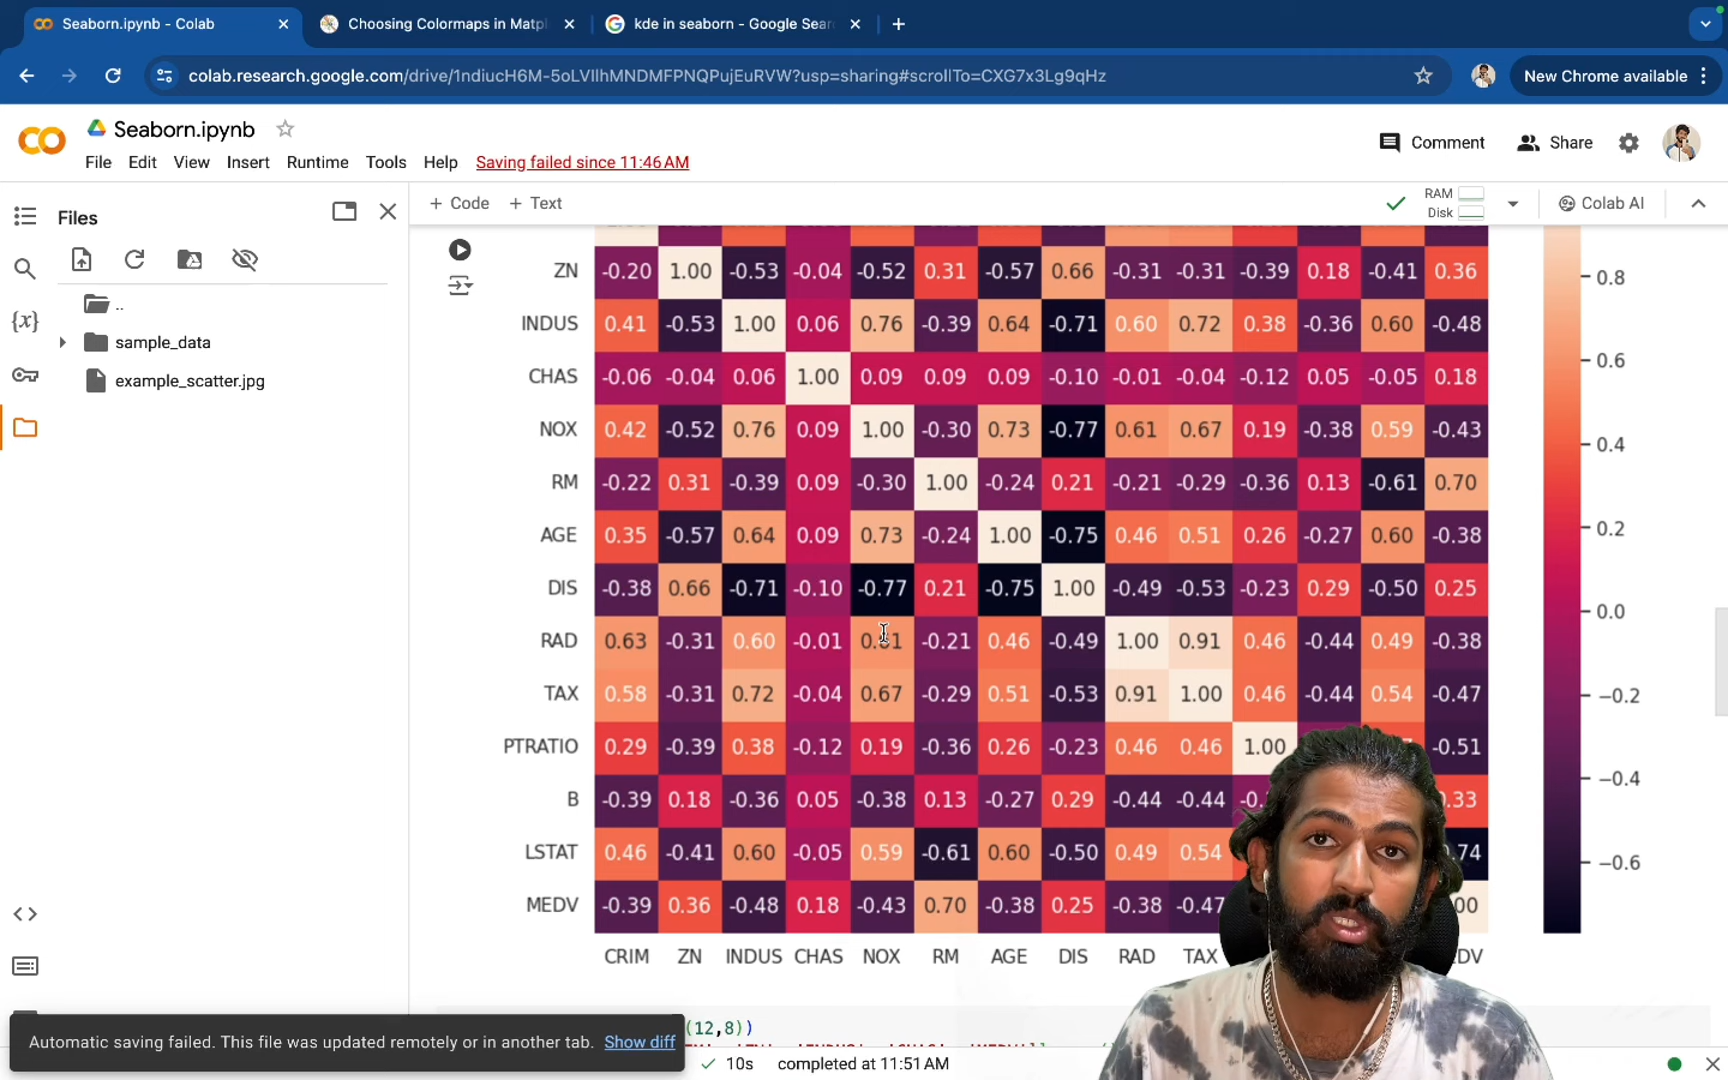 Seaborn.ipynb - Colab
Choosing Colormaps in Matpl
kde in seaborn - Google Sear
colab.research.google.com/drive/1ndiucH6M-5oLVIlhMNDMFPNQPujEuRVW?usp=sharing#scrollTo=CXG7x3Lg9qHz
New Chrome available
Seaborn.ipynb
File Edit View Insert Runtime Tools Help Saving failed since 11:46 AM
Comment
Share
Files
+ Code + Text
RAM
Disk
Colab AI
..
sample_data
example_scatter.jpg
{x}
ZN -0.20 1.00 -0.53 -0.04 -0.52 0.31 -0.57 0.66 -0.31 -0.31 -0.39 0.18 -0.41 0.36
INDUS 0.41 -0.53 1.00 0.06 0.76 -0.39 0.64 -0.71 0.60 0.72 0.38 -0.36 0.60 -0.48
CHAS -0.06 -0.04 0.06 1.00 0.09 0.09 0.09 -0.10 -0.01 -0.04 -0.12 0.05 -0.05 0.18
NOX 0.42 -0.52 0.76 0.09 1.00 -0.30 0.73 -0.77 0.61 0.67 0.19 -0.38 0.59 -0.43
RM -0.22 0.31 -0.39 0.09 -0.30 1.00 -0.24 0.21 -0.21 -0.29 -0.36 0.13 -0.61 0.70
AGE 0.35 -0.57 0.64 0.09 0.73 -0.24 1.00 -0.75 0.46 0.51 0.26 -0.27 0.60 -0.38
DIS -0.38 0.66 -0.71 -0.10 -0.77 0.21 -0.75 1.00 -0.49 -0.53 -0.23 0.29 -0.50 0.25
RAD 0.63 -0.31 0.60 -0.01 0.61 -0.21 0.46 -0.49 1.00 0.91 0.46 -0.44 0.49 -0.38
TAX 0.58 -0.31 0.72 -0.04 0.67 -0.29 0.51 -0.53 0.91 1.00 0.46 -0.44 0.54 -0.47
PTRATIO 0.29 -0.39 0.38 -0.12 0.19 -0.36 0.26 -0.23 0.46 0.46 1.00 -0.51
B -0.39 0.18 -0.36 0.05 -0.38 0.13 -0.27 0.29 -0.44 -0.44 .33
LSTAT 0.46 -0.41 0.60 -0.05 0.59 -0.61 0.60 -0.50 0.49 0.54 .74
MEDV -0.39 0.36 -0.48 0.18 -0.43 0.70 -0.38 0.25 -0.38 -0.47 00
CRIM ZN INDUS CHAS NOX RM AGE DIS RAD TAX DV
0.8
0.6
0.4
0.2
0.0
−0.2
−0.4
−0.6
(12,8))
Automatic saving failed. This file was updated remotely or in another tab. Show diff
10s completed at 11:51 AM